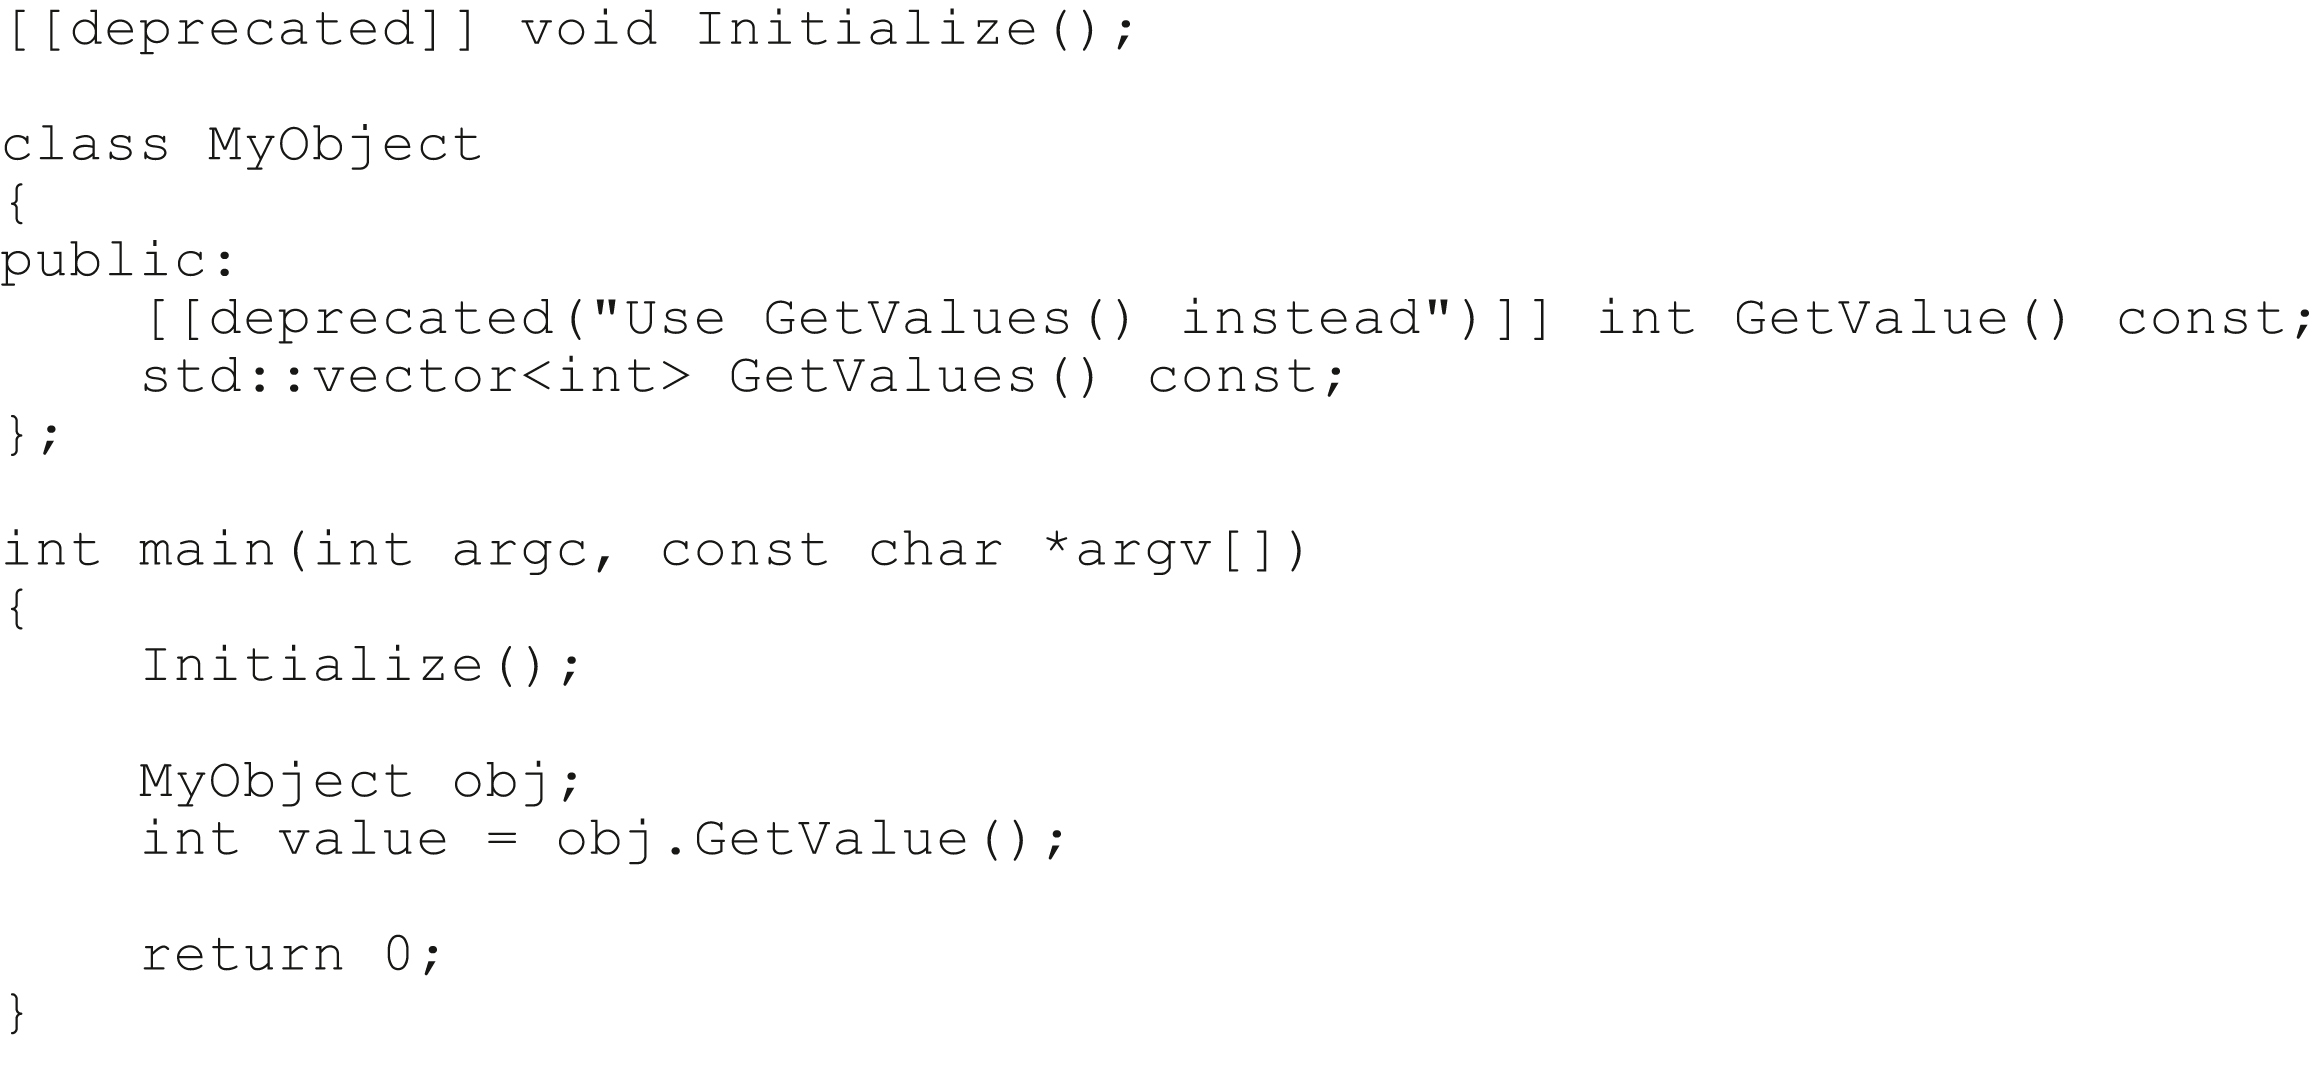 [[deprecated]] void Initialize();

class MyObject
{
public:
    [[deprecated("Use GetValues() instead")]] int GetValue() const;
    std::vector<int> GetValues() const;
};

int main(int argc, const char *argv[])
{
    Initialize();

    MyObject obj;
    int value = obj.GetValue();

    return 0;
}